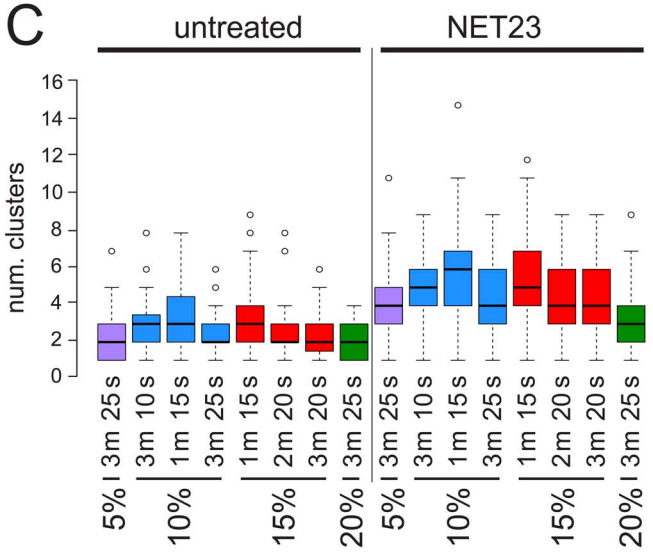 C
untreated NET23
num. clusters
16
14
12
10
8
6
4
2
0
3m 25 s
3m 10 s
1m 15 s
3m 25 s
1m 15 s
2m 20 s
3m 20 s
3m 25 s
3m 25 s
3m 10 s
1m 15 s
3m 25 s
1m 15 s
2m 20 s
3m 20 s
3m 25 s
5% 10% 15% 20% 5% 10% 15% 20%